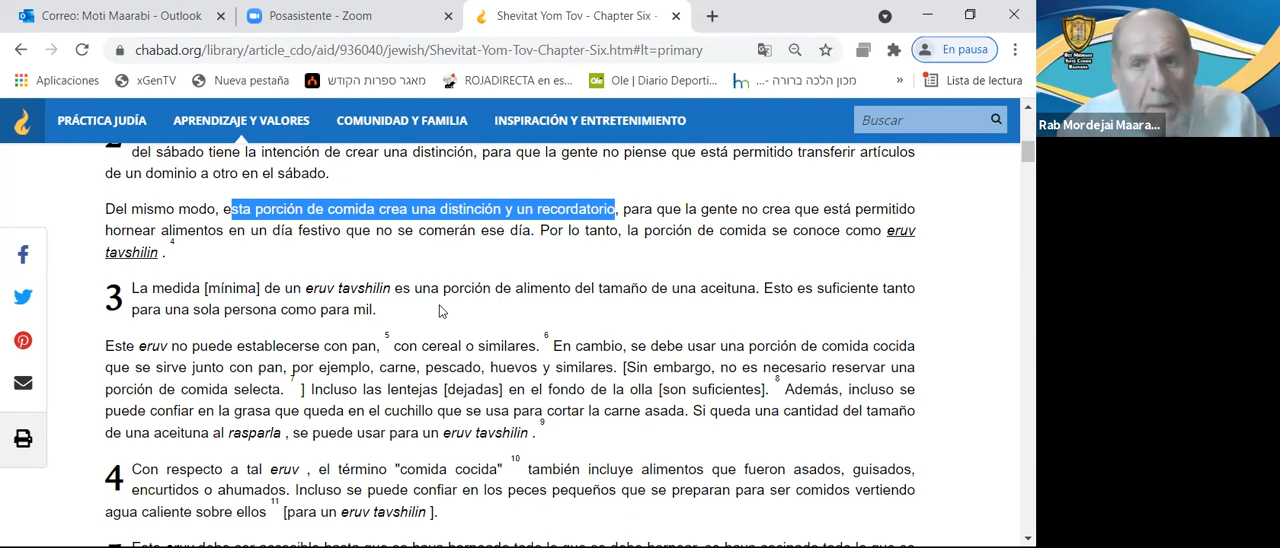 Correo: Moti Maarabi - Outlook
Posasistente - Zoom
Shevitat Yom Tov - Chapter Six -
chabad.org/library/article_cdo/aid/936040/jewish/Shevitat-Yom-Tov-Chapter-Six.htm#lt=primary
En pausa
Aplicaciones
xGenTV
Nueva pestaña
מאגר ספרות הקודש
ROJADIRECTA en es...
Ole | Diario Deporti...
מכון הלכה ברורה -...
»
Lista de lectura
BET MIDRASH
SITTÓ COHEN
RAANANA
Rab Mordejai Maara...
PRÁCTICA JUDÍA
APRENDIZAJE Y VALORES
COMUNIDAD Y FAMILIA
INSPIRACIÓN Y ENTRETENIMIENTO
Buscar
2 del sábado tiene la intención de crear una distinción, para que la gente no piense que está permitido transferir artículos
de un dominio a otro en el sábado.
Del mismo modo, esta porción de comida crea una distinción y un recordatorio, para que la gente no crea que está permitido
hornear alimentos en un día festivo que no se comerán ese día. Por lo tanto, la porción de comida se conoce como eruv
tavshilin . 4
3 La medida [mínima] de un eruv tavshilin es una porción de alimento del tamaño de una aceituna. Esto es suficiente tanto
para una sola persona como para mil.
Este eruv no puede establecerse con pan, 5 con cereal o similares. 6 En cambio, se debe usar una porción de comida cocida
que se sirve junto con pan, por ejemplo, carne, pescado, huevos y similares. [Sin embargo, no es necesario reservar una
porción de comida selecta. 7 ] Incluso las lentejas [dejadas] en el fondo de la olla [son suficientes]. 8 Además, incluso se
puede confiar en la grasa que queda en el cuchillo que se usa para cortar la carne asada. Si queda una cantidad del tamaño
de una aceituna al rasparla , se puede usar para un eruv tavshilin . 9
4 Con respecto a tal eruv , el término "comida cocida" 10 también incluye alimentos que fueron asados, guisados,
encurtidos o ahumados. Incluso se puede confiar en los peces pequeños que se preparan para ser comidos vertiendo
agua caliente sobre ellos 11 [para un eruv tavshilin ].